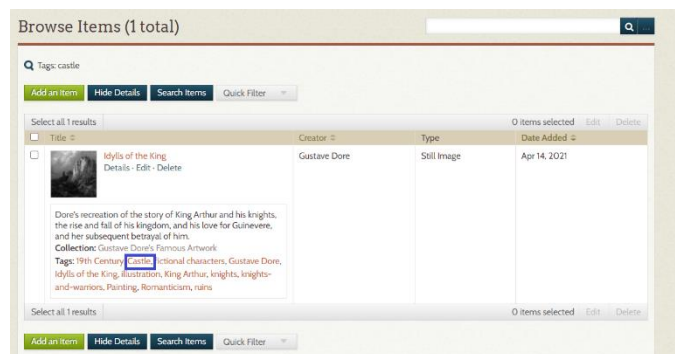 Browse Items (1 total)
Tags: castle
Add an Item Hide Details Search Items Quick Filter
Select all 1 results 0 items selected Edit Delete
Title Creator Type Date Added
Idylls of the King Gustave Dore Still Image Apr 14, 2021
Details · Edit · Delete
Dore's recreation of the story of King Arthur and his knights,
the rise and fall of his kingdom, and his love for Guinevere,
and her subsequent betrayal of him.
Collection: Gustave Dore's Famous Artwork
Tags: 19th Century, Castle, fictional characters, Gustave Dore,
Idylls of the King, illustration, King Arthur, knights, knights-
and-warriors, Painting, Romanticism, ruins
Select all 1 results 0 items selected Edit Delete
Add an Item Hide Details Search Items Quick Filter